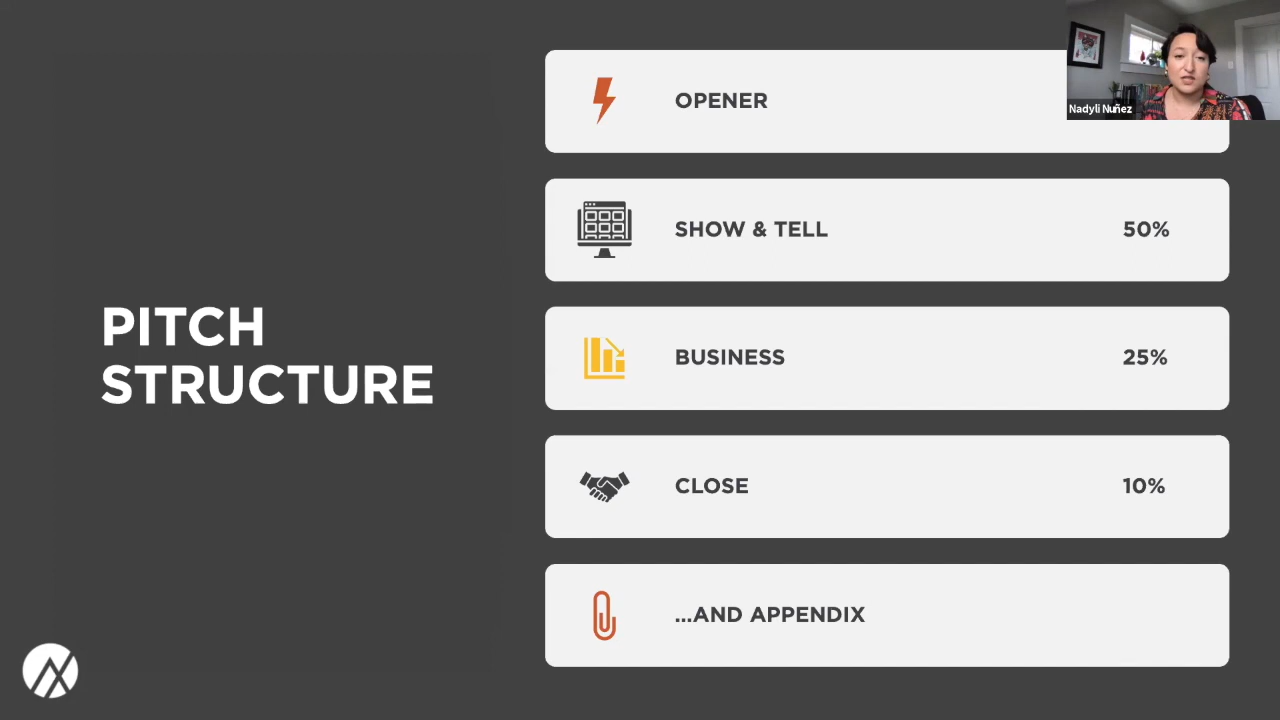 PITCH
STRUCTURE
OPENER
SHOW & TELL 50%
BUSINESS 25%
CLOSE 10%
...AND APPENDIX
Nadyli Nuñez